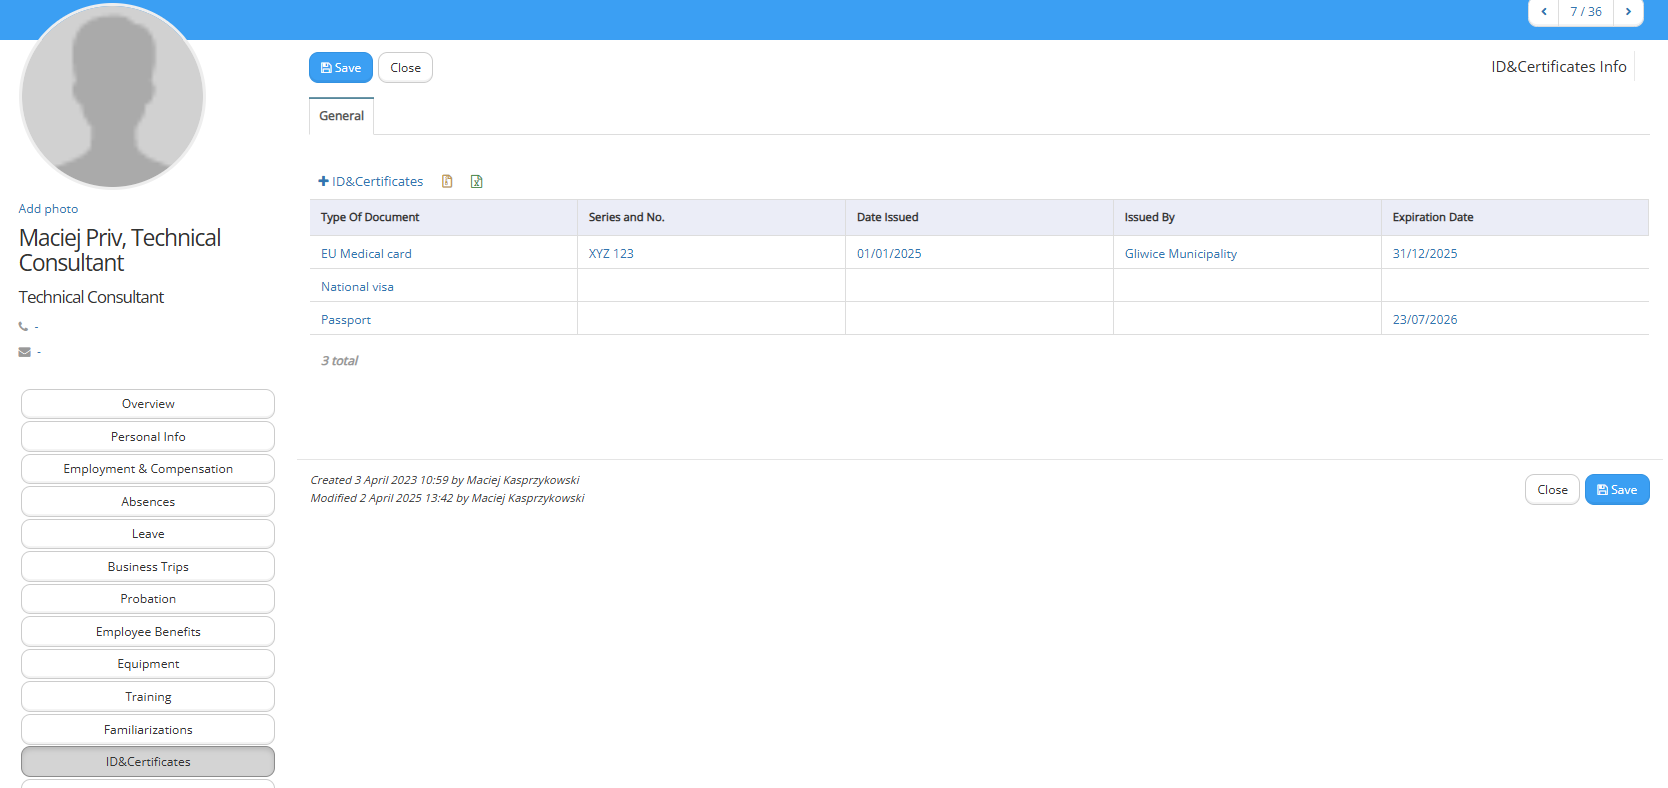 7 / 36
Save
Close
ID&Certificates Info
General
Add photo
Maciej Priv, Technical
Consultant
Technical Consultant
-
-
Overview
Personal Info
Employment & Compensation
Absences
Leave
Business Trips
Probation
Employee Benefits
Equipment
Training
Familiarizations
ID&Certificates
+ ID&Certificates
Type Of Document Series and No. Date Issued Issued By Expiration Date
EU Medical card XYZ 123 01/01/2025 Gliwice Municipality 31/12/2025
National visa
Passport 23/07/2026
3 total
Created 3 April 2023 10:59 by Maciej Kasprzykowski
Modified 2 April 2025 13:42 by Maciej Kasprzykowski
Close
Save